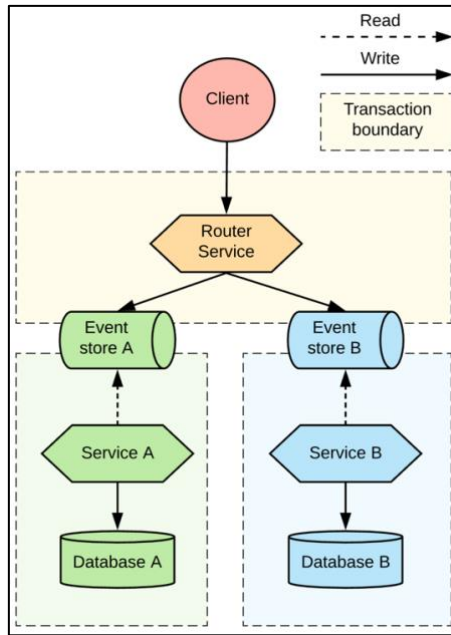 Read
Write
Transaction
boundary
Client
Router
Service
Event
store A
Event
store B
Service A
Service B
Database A
Database B